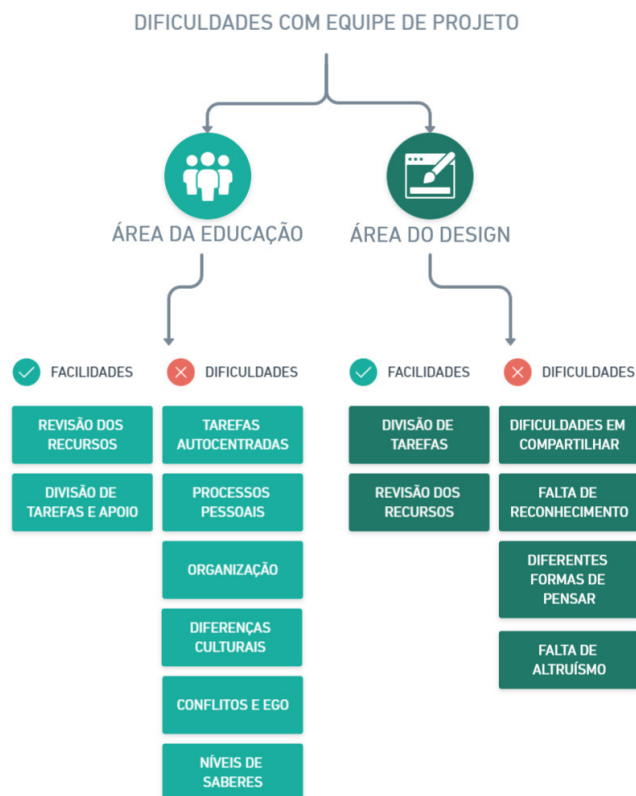 DIFICULDADES COM EQUIPE DE PROJETO
ÁREA DA EDUCAÇÃO
ÁREA DO DESIGN
FACILIDADES
DIFICULDADES
FACILIDADES
DIFICULDADES
REVISÃO DOS
RECURSOS
DIVISÃO DE
TAREFAS E APOIO
TAREFAS
AUTOCENTRADAS
PROCESSOS
PESSOAIS
ORGANIZAÇÃO
DIFERENÇAS
CULTURAIS
CONFLITOS E EGO
NÍVEIS DE
SABERES
DIVISÃO DE
TAREFAS
REVISÃO DOS
RECURSOS
DIFICULDADES EM
COMPARTILHAR
FALTA DE
RECONHECIMENTO
DIFERENTES
FORMAS DE
PENSAR
FALTA DE
ALTRUÍSMO